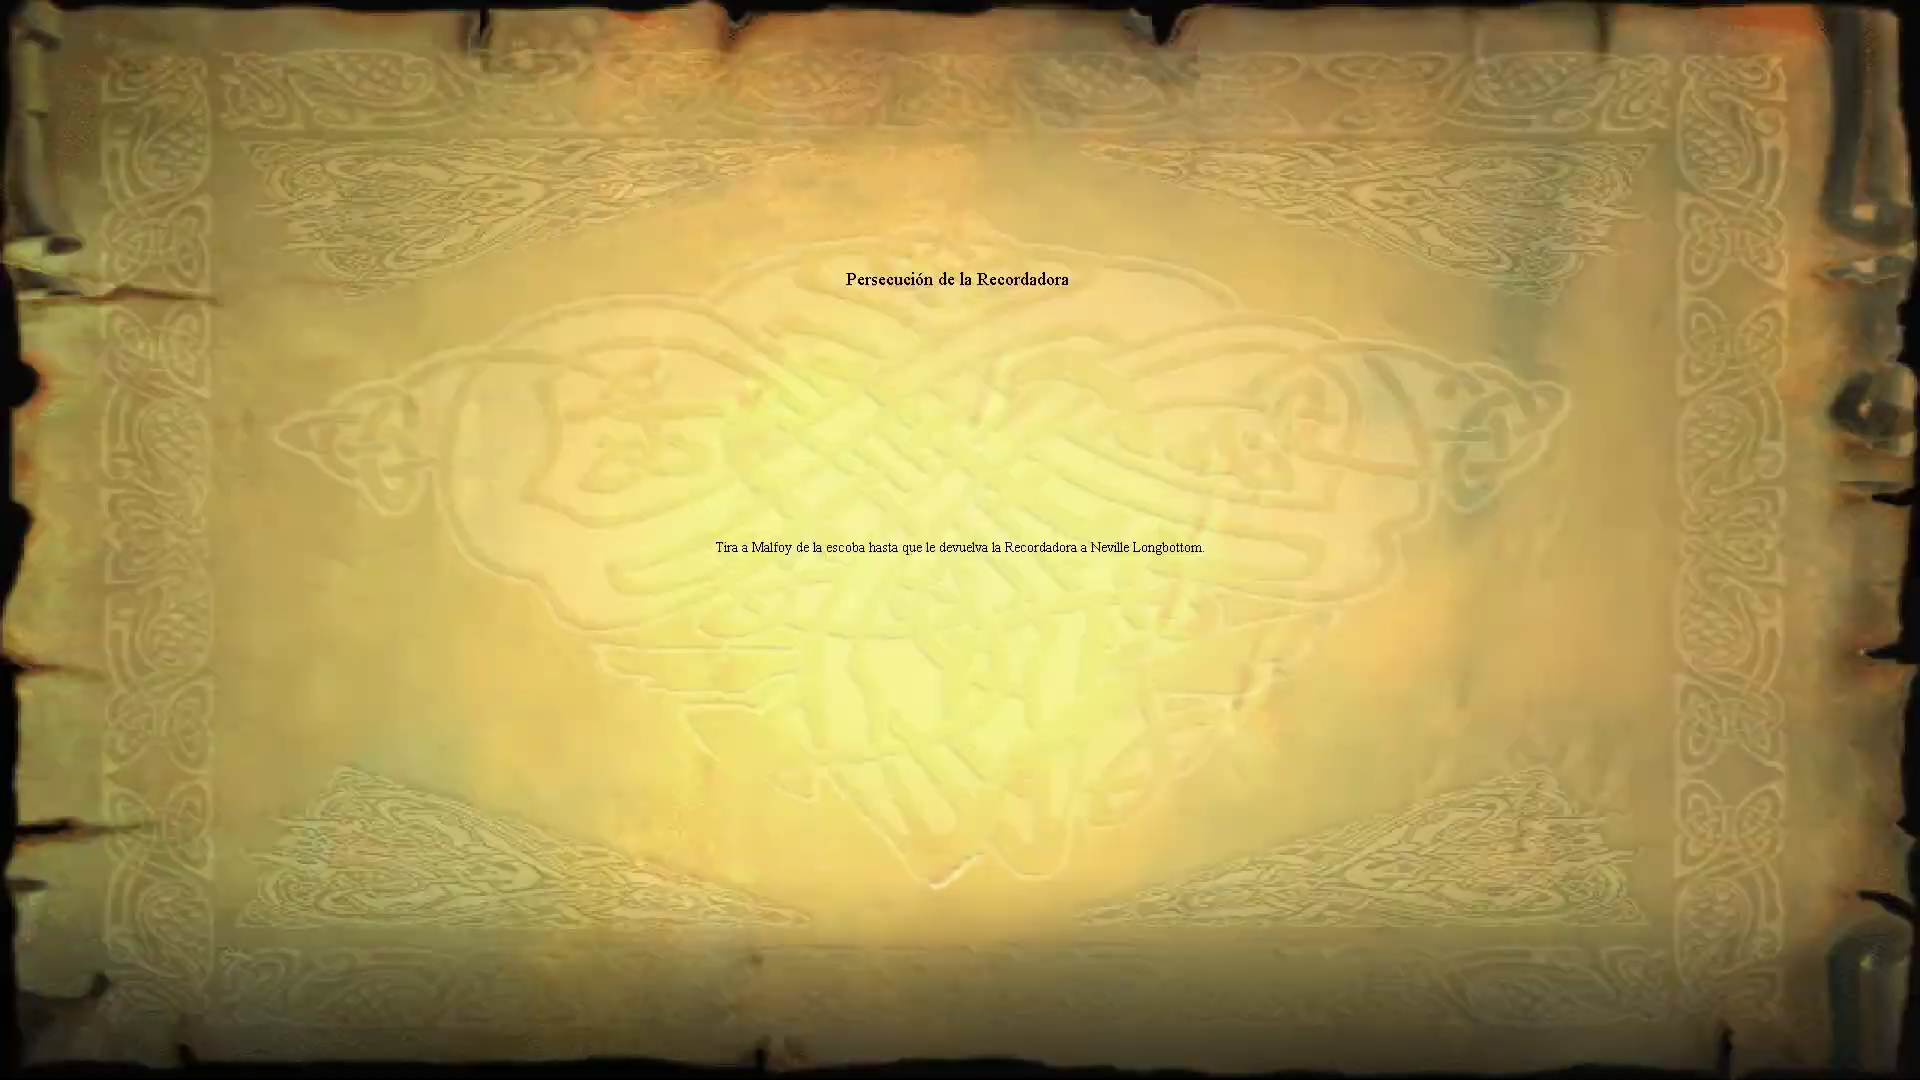 Persecución de la Recordadora
Tira a Malfoy de la escoba hasta que le devuelva la Recordadora a Neville Longbottom.